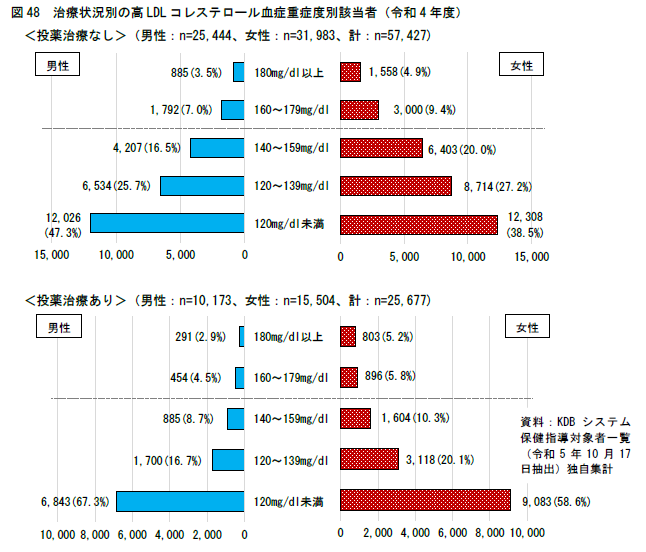 図48　治療状況別の高LDLコレステロール血症重症度別該当者（令和4年度）
＜投薬治療なし＞（男性：n=25,444、女性：n=31,983、計：n=57,427）
男性
女性
885(3.5%)
180mg/dl以上
1,558(4.9%)
1,792(7.0%)
160～179mg/dl
3,000(9.4%)
4,207(16.5%)
140～159mg/dl
6,403(20.0%)
6,534(25.7%)
120～139mg/dl
8,714(27.2%)
12,026
(47.3%)
120mg/dl未満
12,308
(38.5%)
15,000 10,000 5,000 0
0 5,000 10,000 15,000
＜投薬治療あり＞（男性：n=10,173、女性：n=15,504、計：n=25,677）
男性
女性
291(2.9%)
180mg/dl以上
803(5.2%)
454(4.5%)
160～179mg/dl
896(5.8%)
885(8.7%)
140～159mg/dl
1,604(10.3%)
1,700(16.7%)
120～139mg/dl
3,118(20.1%)
6,843(67.3%)
120mg/dl未満
9,083(58.6%)
10,000 8,000 6,000 4,000 2,000 0
0 2,000 4,000 6,000 8,000 10,000
資料：KDBシステム
保健指導対象者一覧
（令和5年10月17
日抽出）独自集計